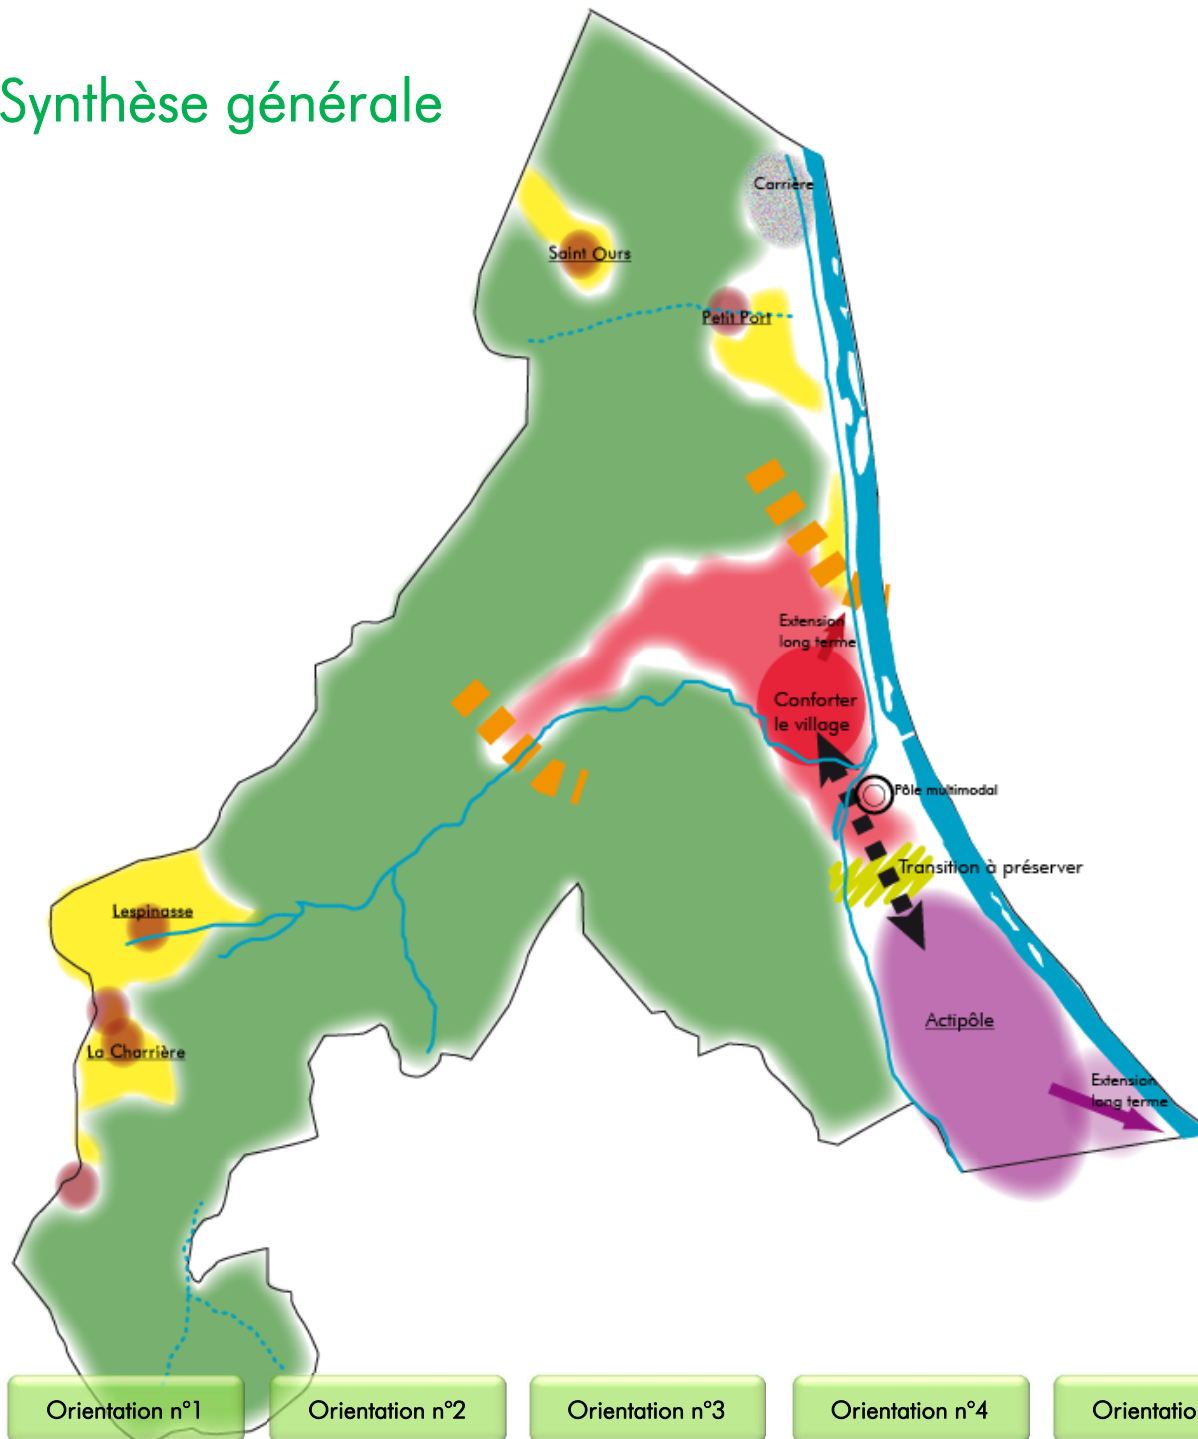 Synthèse générale
Carrière
Saint Ours
Petit Port
Extension
long terme
Conforter
le village
Pôle multimodal
Transition à préserver
Lespinasse
Actipôle
La Charrière
Extension
long terme
Orientation n°1
Orientation n°2
Orientation n°3
Orientation n°4
Orientatio